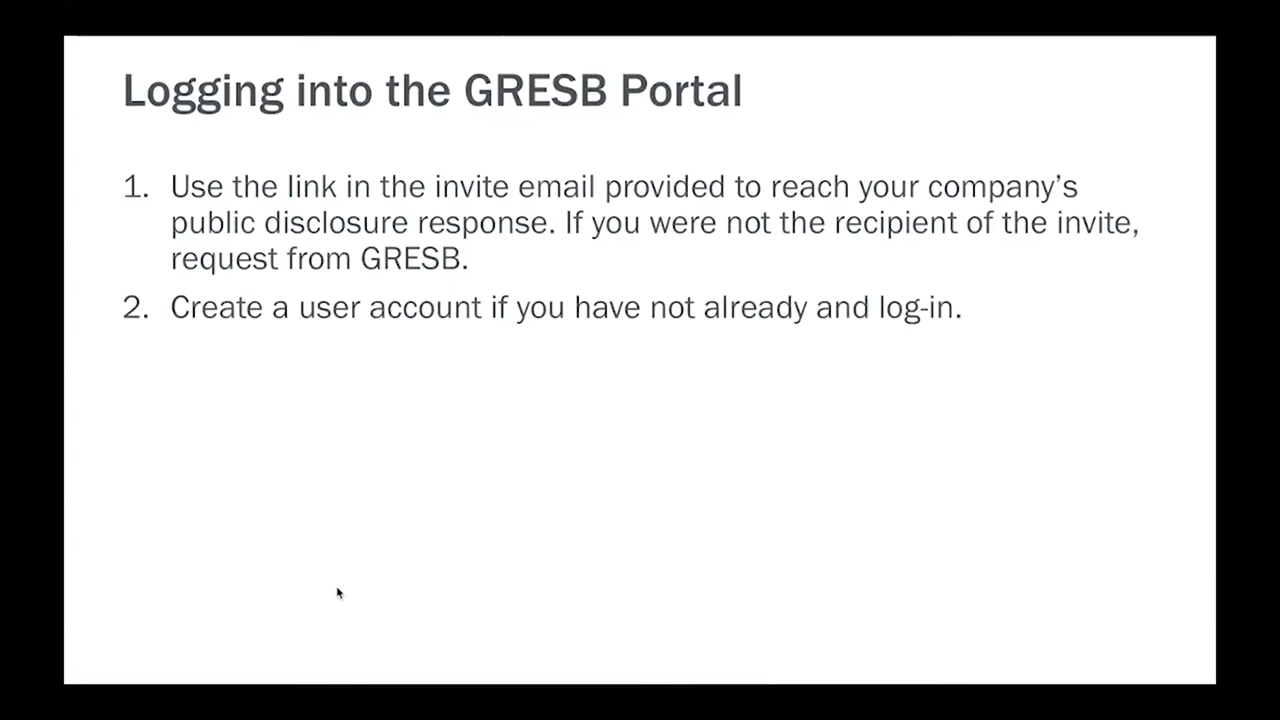 Logging into the GRESB Portal
1. Use the link in the invite email provided to reach your company’s
public disclosure response. If you were not the recipient of the invite,
request from GRESB.
2. Create a user account if you have not already and log-in.